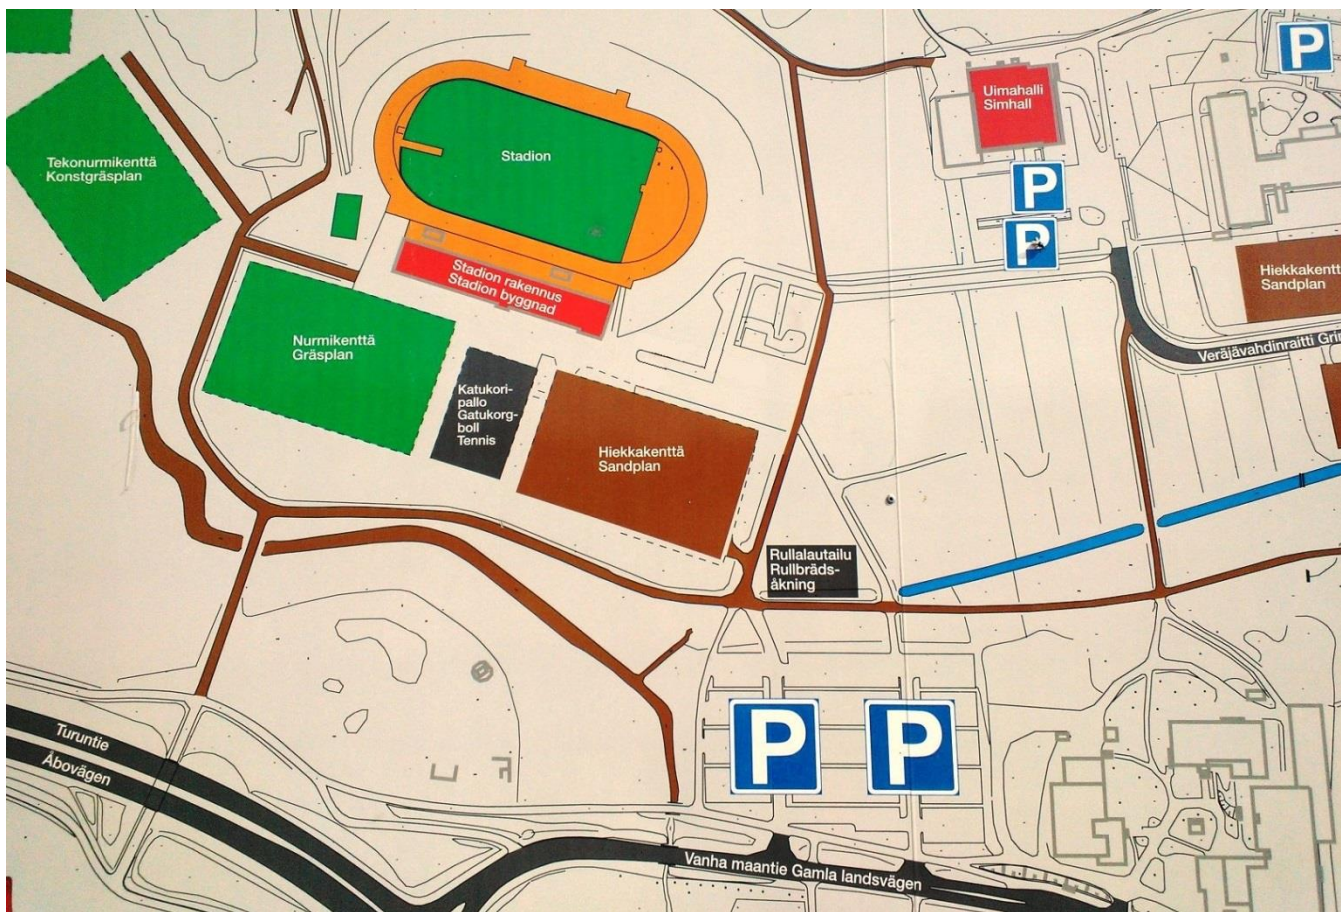 P
Uimahalli
Simhall
Tekonurmikenttä
Konstgräsplan
Stadion
P
P
Stadion rakennus
Stadion byggnad
Hiekkakentt
Sandplan
Nurmikenttä
Gräsplan
Veräjävahdinraitti Grin
Katukori-
pallo
Gatukorg-
boll
Tennis
Hiekkakenttä
Sandplan
Rullalautailu
Rullbräds-
åkning
P
P
Turuntie
Åbovägen
Vanha maantie Gamla landsvägen